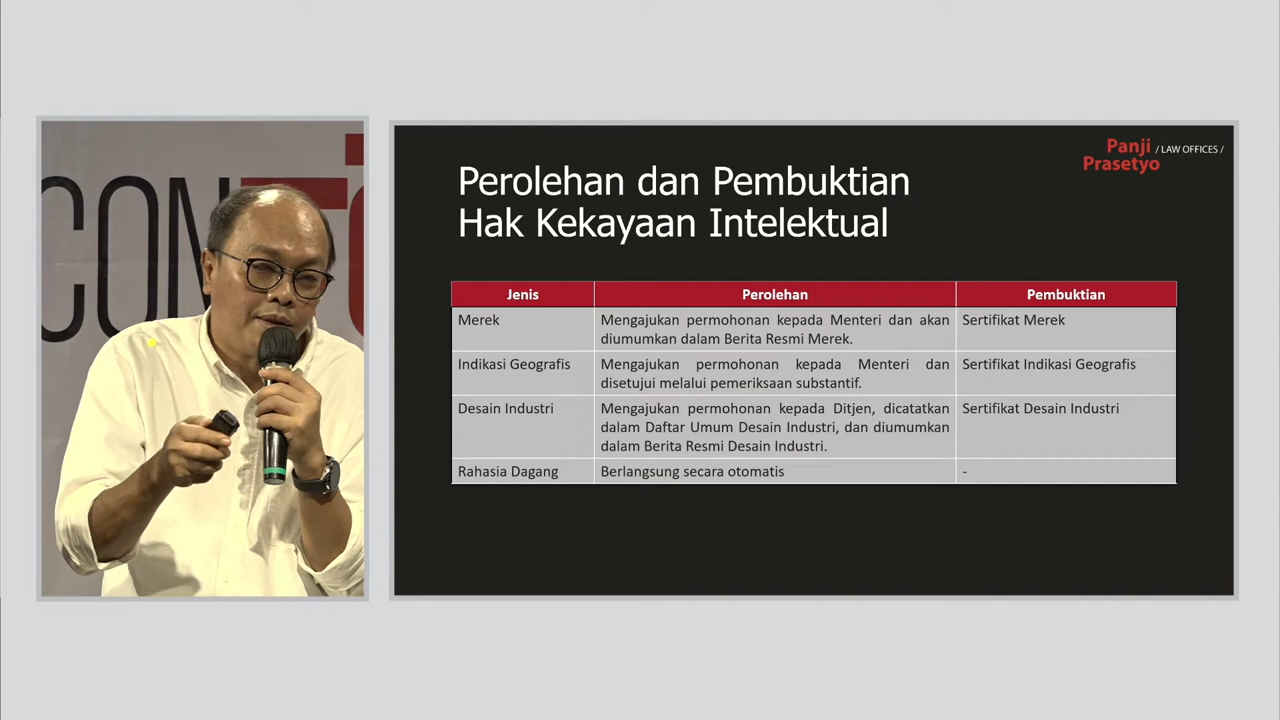 CON
Panji
Prasetyo / LAW OFFICES /
Perolehan dan Pembuktian
Hak Kekayaan Intelektual
Jenis Perolehan Pembuktian
Merek Mengajukan permohonan kepada Menteri dan akan Sertifikat Merek
diumumkan dalam Berita Resmi Merek.
Indikasi Geografis Mengajukan permohonan kepada Menteri dan Sertifikat Indikasi Geografis
disetujui melalui pemeriksaan substantif.
Desain Industri Mengajukan permohonan kepada Ditjen, dicatatkan Sertifikat Desain Industri
dalam Daftar Umum Desain Industri, dan diumumkan
dalam Berita Resmi Desain Industri.
Rahasia Dagang Berlangsung secara otomatis -